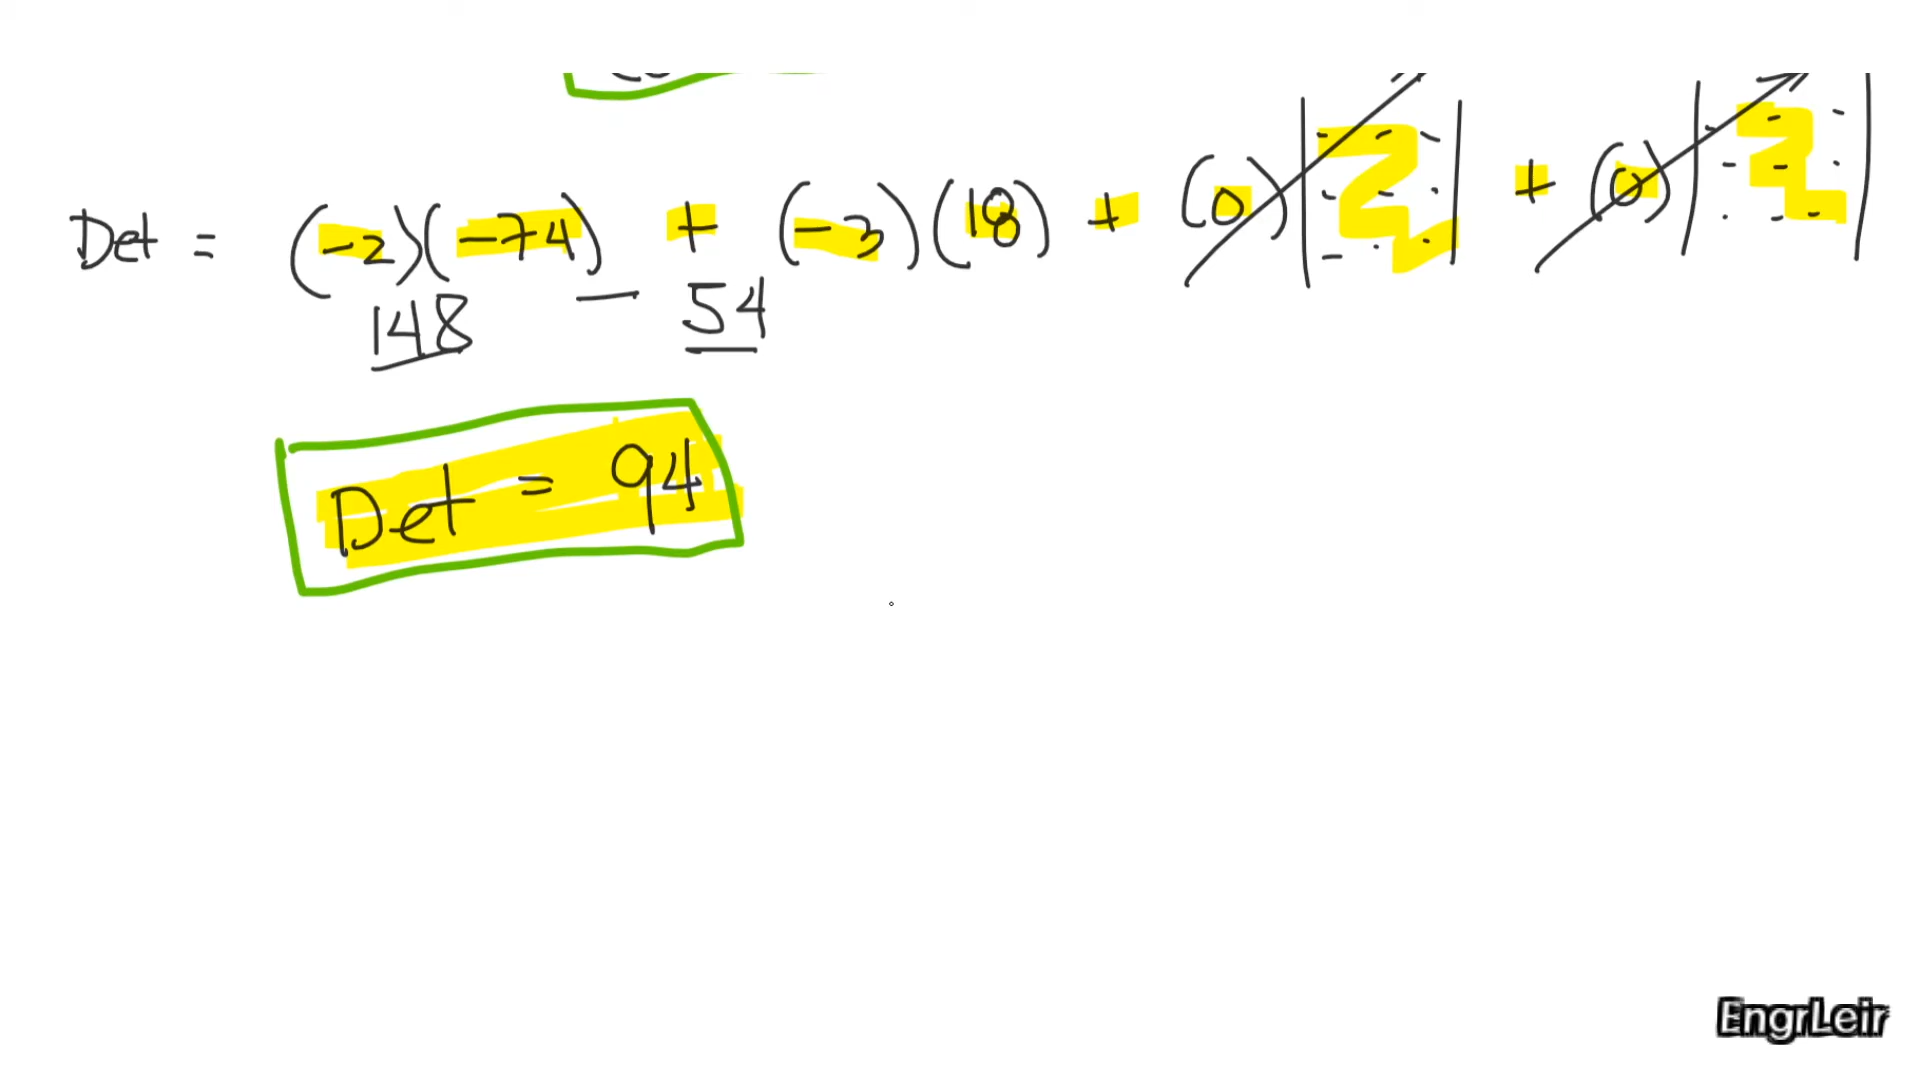 Det = (-2)(-74) + (-3)(18) + (0) | | + (0) | |
148 - 54
Det = 94
EngrLeir